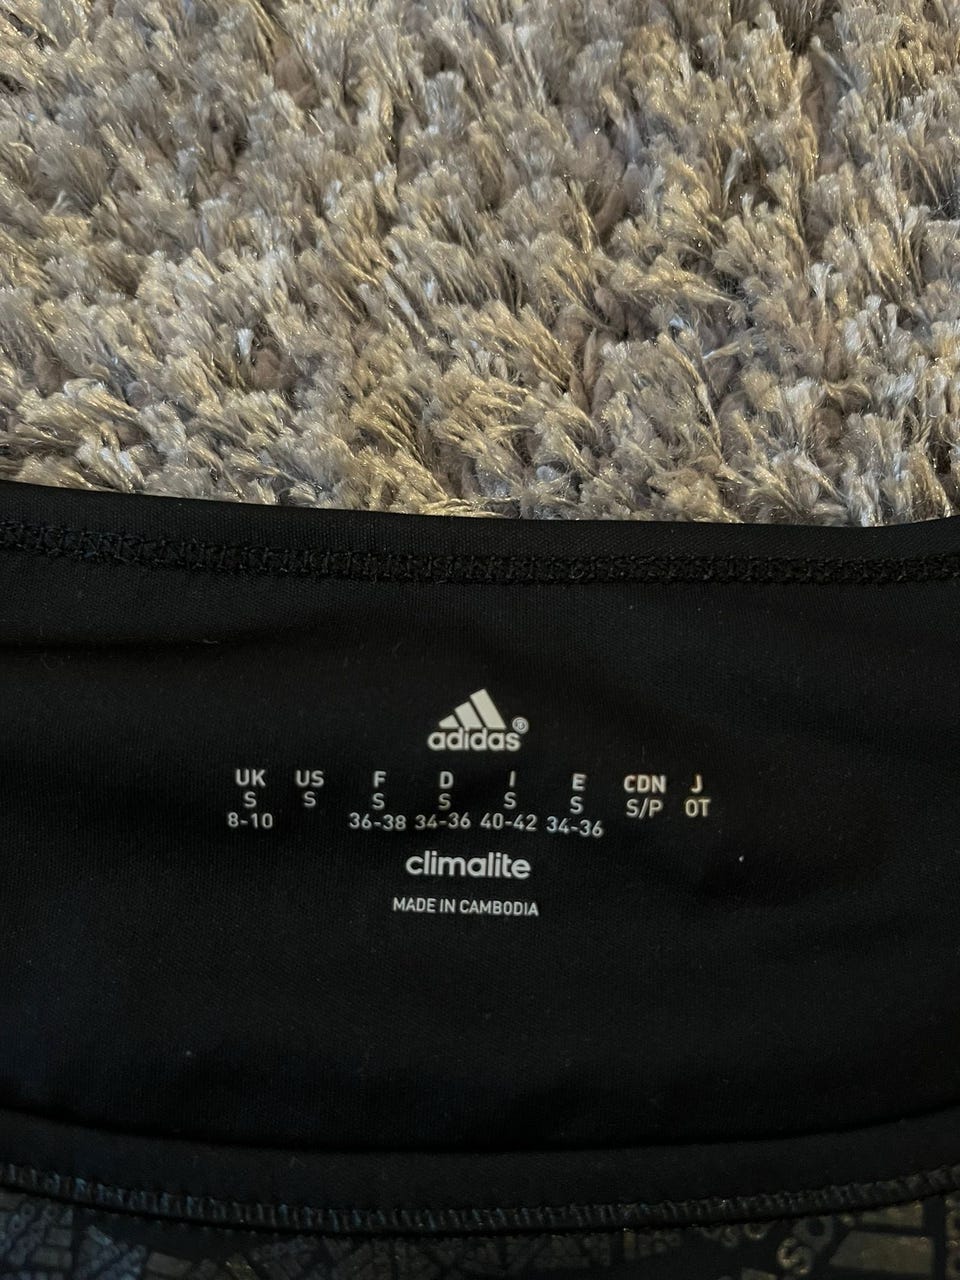 adidas®
UK US F D I E CDN J
S S S S S S S/P OT
8-10 36-38 34-36 40-42 34-36
climalite
MADE IN CAMBODIA